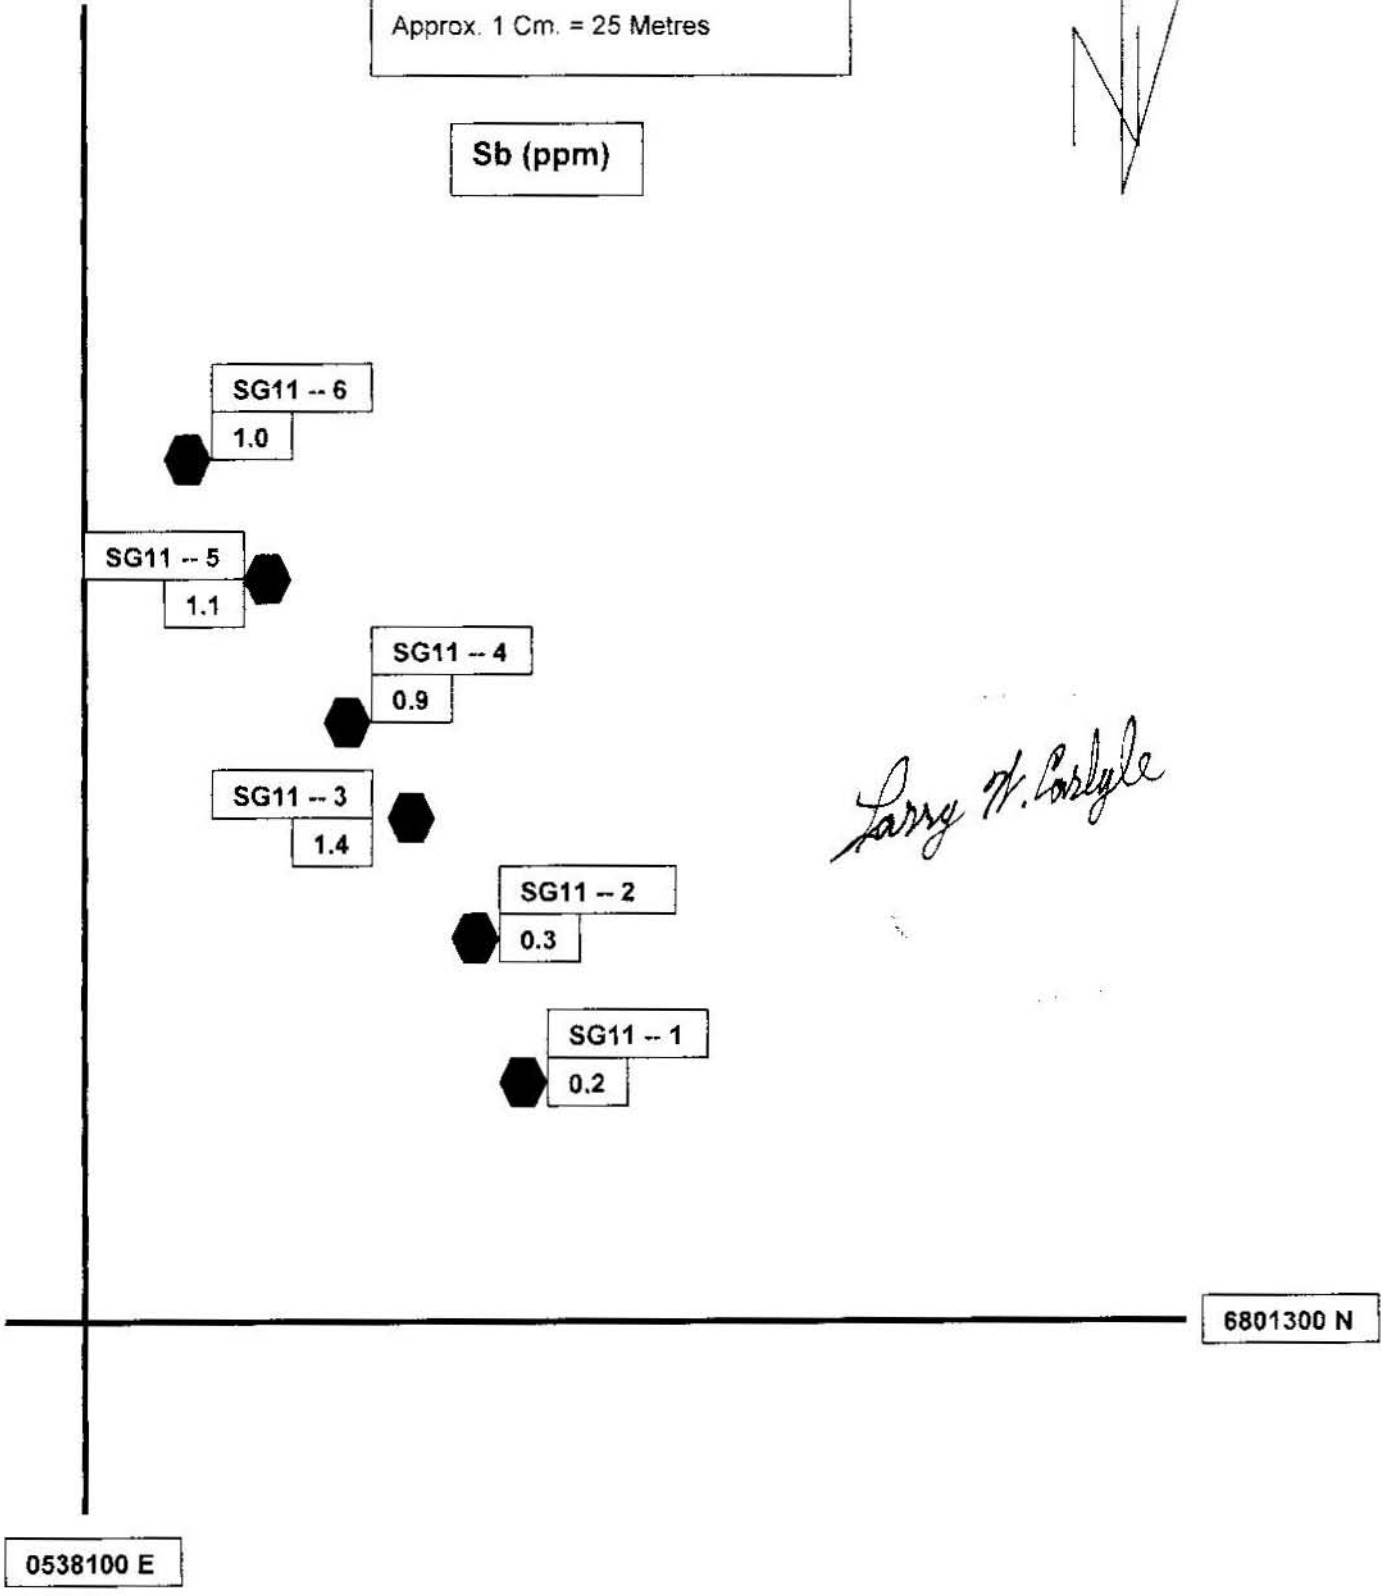 Approx. 1 Cm. = 25 Metres
N
Sb (ppm)
SG11 -- 6
1.0
SG11 -- 5
1.1
SG11 -- 4
0.9
SG11 -- 3
1.4
Larry W. Carlyle
SG11 -- 2
0.3
SG11 -- 1
0.2
6801300 N
0538100 E